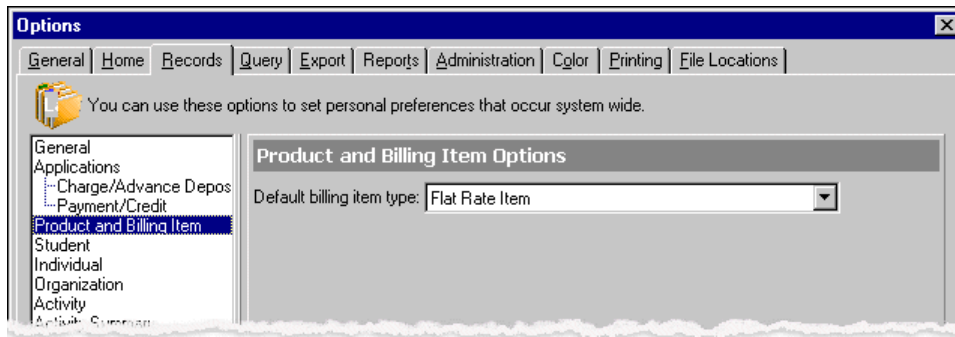 Options
General Home Records Query Export Reports Administration Color Printing File Locations
You can use these options to set personal preferences that occur system wide.
General
Applications
Charge/Advance Depos
Payment/Credit
Product and Billing Item
Student
Individual
Organization
Activity
Activity Summary
Product and Billing Item Options
Default billing item type: Flat Rate Item